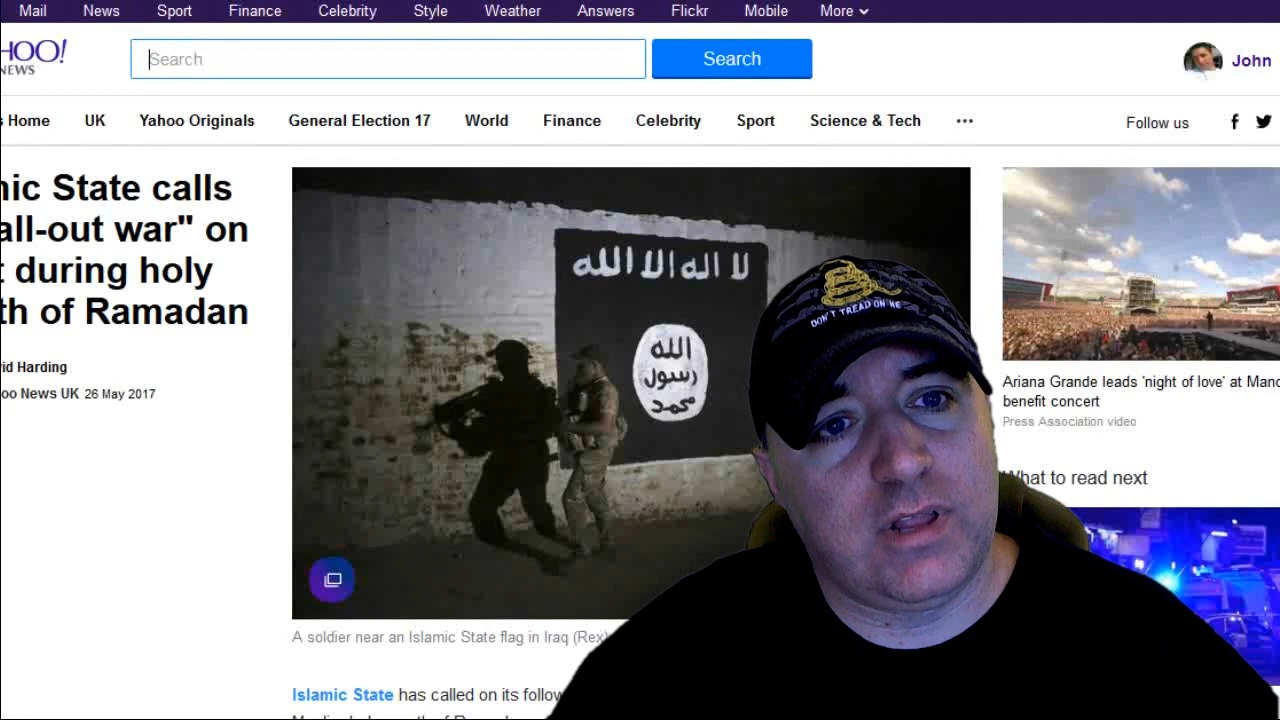 Mail News Sport Finance Celebrity Style Weather Answers Flickr Mobile More
HOO!
NEWS
Search
Search
John
s Home UK Yahoo Originals General Election 17 World Finance Celebrity Sport Science & Tech ... Follow us
nic State calls
all-out war" on
t during holy
th of Ramadan
vid Harding
oo News UK 26 May 2017
لا اله الا الله
الله
رسول
محمد
DON'T TREAD ON ME
A soldier near an Islamic State flag in Iraq (Rex)
Islamic State has called on its follow
Ariana Grande leads 'night of love' at Manc
benefit concert
Press Association video
What to read next